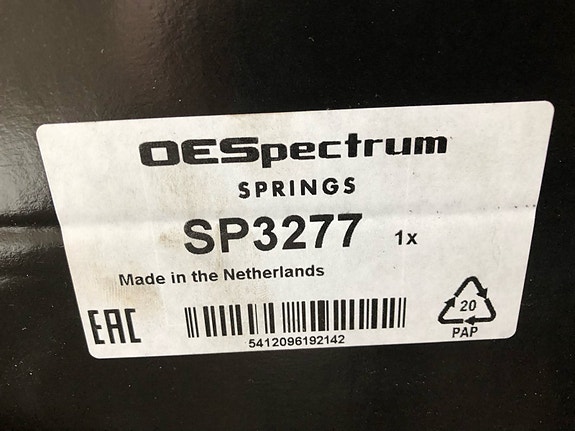 OESpectrum
SPRINGS
SP3277 1x
Made in the Netherlands
EAC
5412096192142
20
PAP